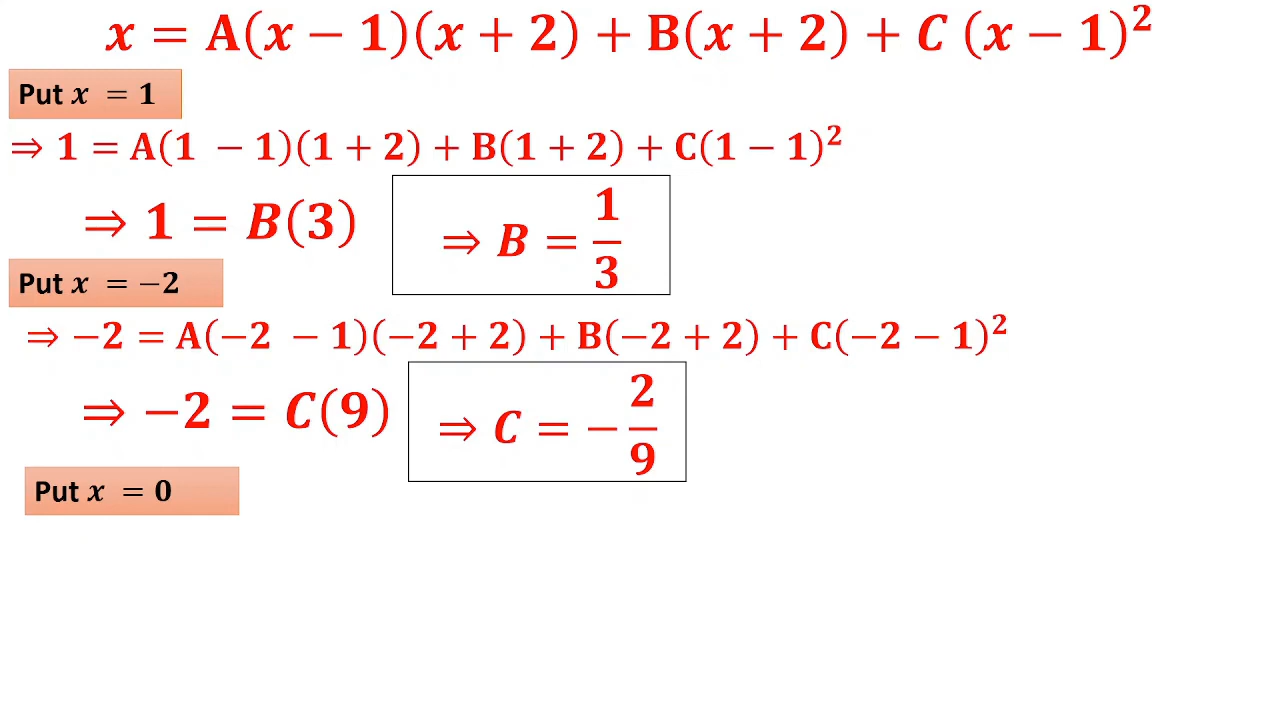 x = A(x − 1)(x + 2) + B(x + 2) + C (x − 1)²
Put x = 1
⇒ 1 = A(1 − 1)(1 + 2) + B(1 + 2) + C(1 − 1)²
⇒ 1 = B(3) ⇒ B = 1/3
Put x = −2
⇒ −2 = A(−2 − 1)(−2 + 2) + B(−2 + 2) + C(−2 − 1)²
⇒ −2 = C(9) ⇒ C = −2/9
Put x = 0